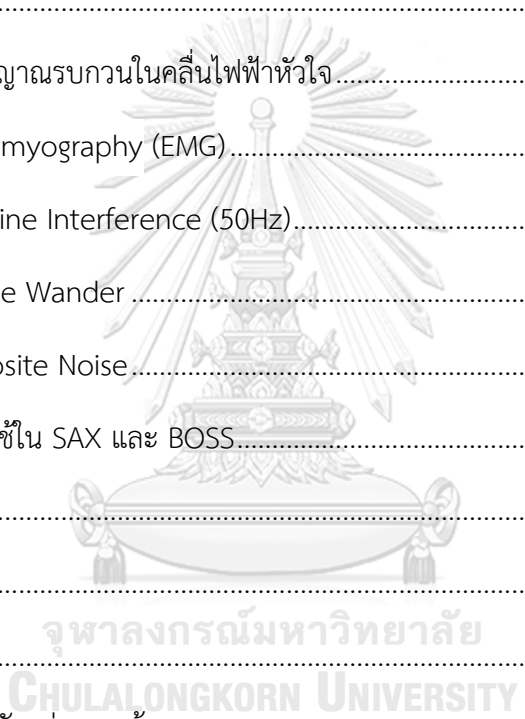 ญาณรบกวนในคลื่นไฟฟ้าหัวใจ
myography (EMG)
ine Interference (50Hz)
e Wander
osite Noise
ช้ใน SAX และ BOSS
จุฬาลงกรณ์มหาวิทยาลัย
CHULALONGKORN UNIVERSITY